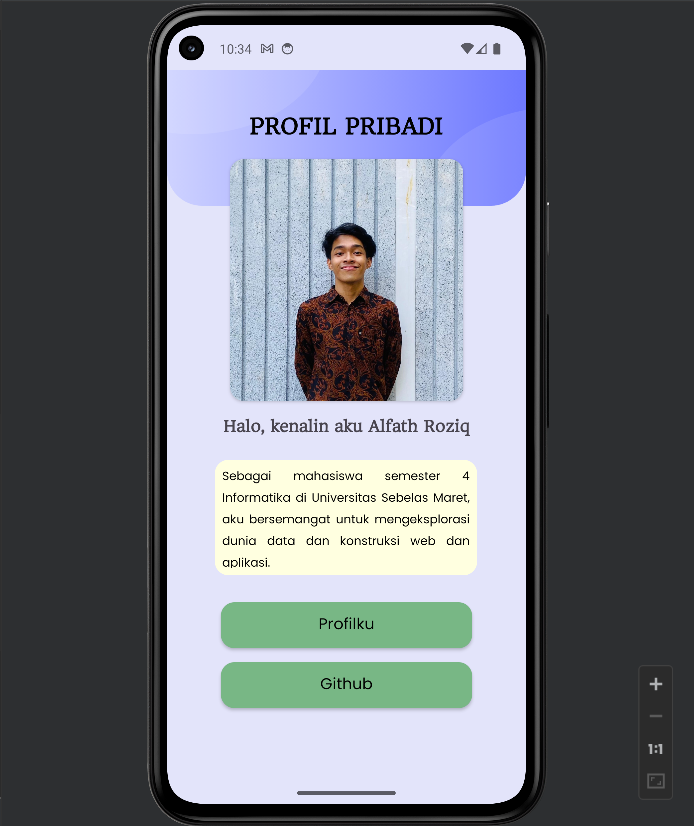 10:34
PROFIL PRIBADI
Halo, kenalin aku Alfath Roziq
Sebagai mahasiswa semester 4
Informatika di Universitas Sebelas Maret,
aku bersemangat untuk mengeksplorasi
dunia data dan konstruksi web dan
aplikasi.
Profilku
Github
1:1